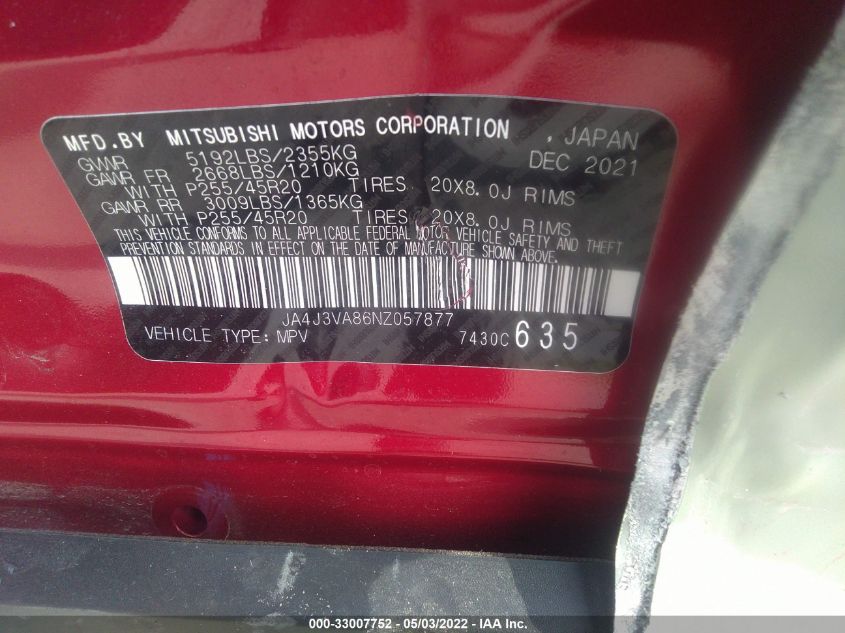 MFD.BY MITSUBISHI MOTORS CORPORATION , JAPAN
GVWR 5192LBS/2355KG DEC 2021
GAWR FR 2668LBS/1210KG
WITH P255/45R20 TIRES 20X8.0J RIMS
GAWR RR 3009LBS/1365KG
WITH P255/45R20 TIRES 20X8.0J RIMS
THIS VEHICLE CONFORMS TO ALL APPLICABLE FEDERAL MOTOR VEHICLE SAFETY AND THEFT
PREVENTION STANDARDS IN EFFECT ON THE DATE OF MANUFACTURE SHOWN ABOVE.
JA4J3VA86NZ057877
VEHICLE TYPE: MPV 7430C 635
000-33007752 - 05/03/2022 - IAA Inc.